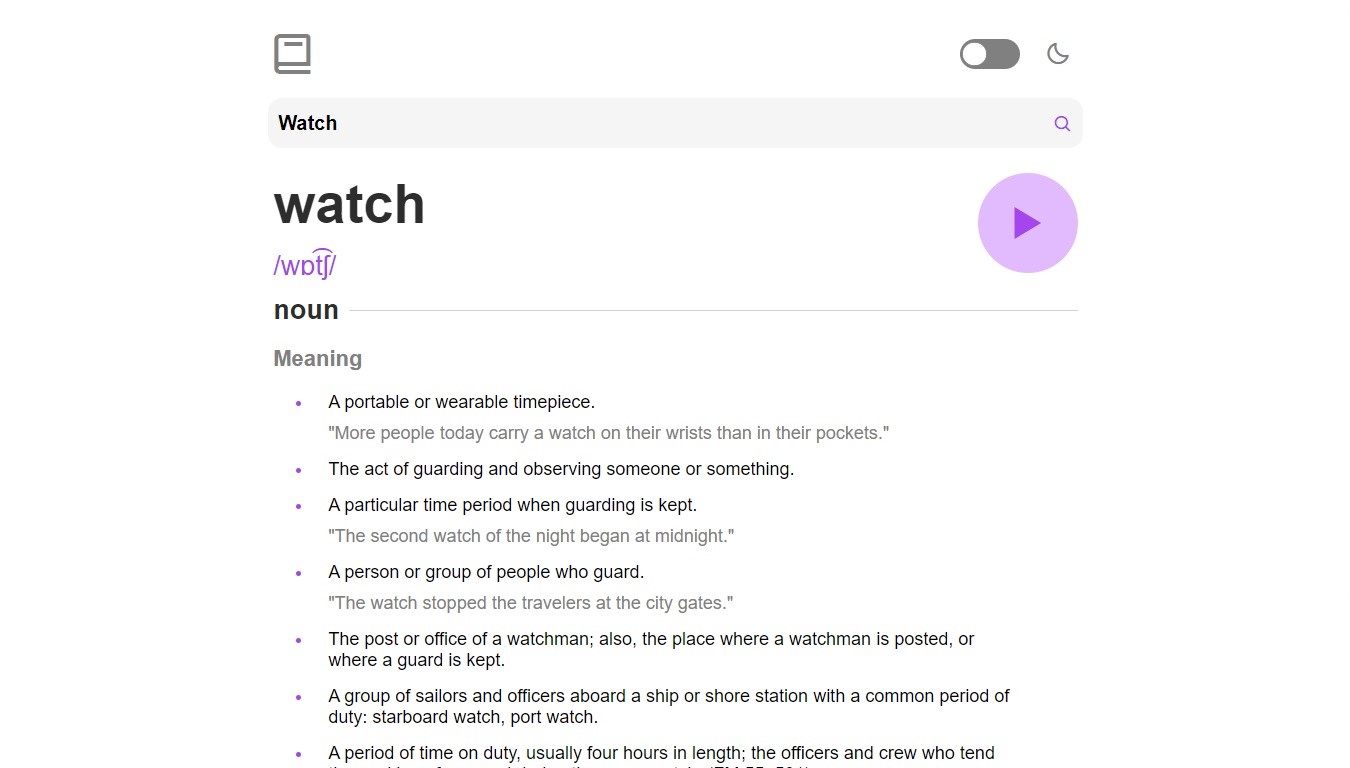 Watch
watch
/wɒt͡ʃ/
noun
Meaning
A portable or wearable timepiece.
"More people today carry a watch on their wrists than in their pockets."
The act of guarding and observing someone or something.
A particular time period when guarding is kept.
"The second watch of the night began at midnight."
A person or group of people who guard.
"The watch stopped the travelers at the city gates."
The post or office of a watchman; also, the place where a watchman is posted, or
where a guard is kept.
A group of sailors and officers aboard a ship or shore station with a common period of
duty: starboard watch, port watch.
A period of time on duty, usually four hours in length; the officers and crew who tend